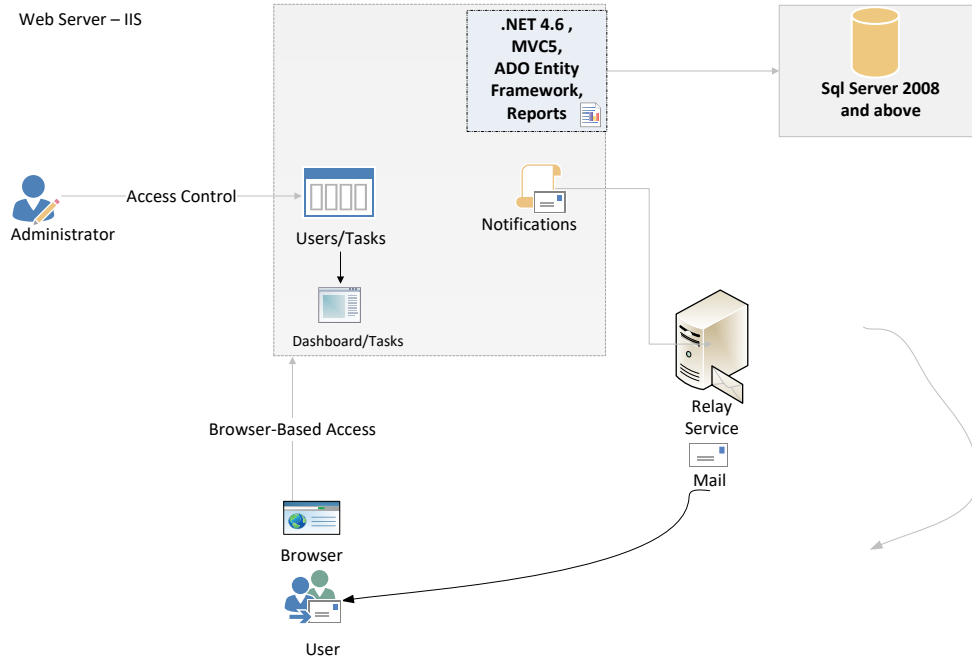 Web Server – IIS
.NET 4.6 ,
MVC5,
ADO Entity
Framework,
Reports
Sql Server 2008
and above
Access Control
Administrator
Users/Tasks
Notifications
Dashboard/Tasks
Relay
Service
Browser-Based Access
Mail
Browser
User